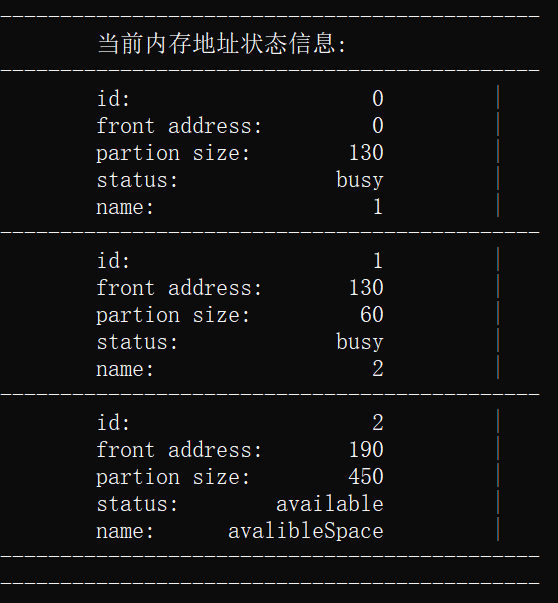 当前内存地址状态信息:
id: 0
front address: 0
partion size: 130
status: busy
name: 1
id: 1
front address: 130
partion size: 60
status: busy
name: 2
id: 2
front address: 190
partion size: 450
status: available
name: avalibleSpace